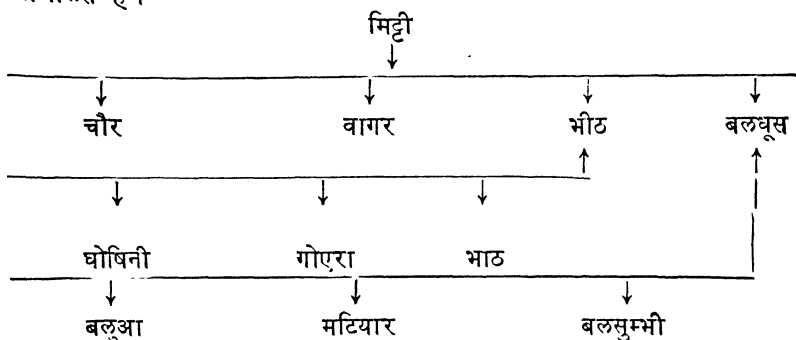 मिट्टी
चौर वागर भीठ बलधूस
घोषिनी गोएरा भाठ
बलुआ मटियार बलसुम्भी